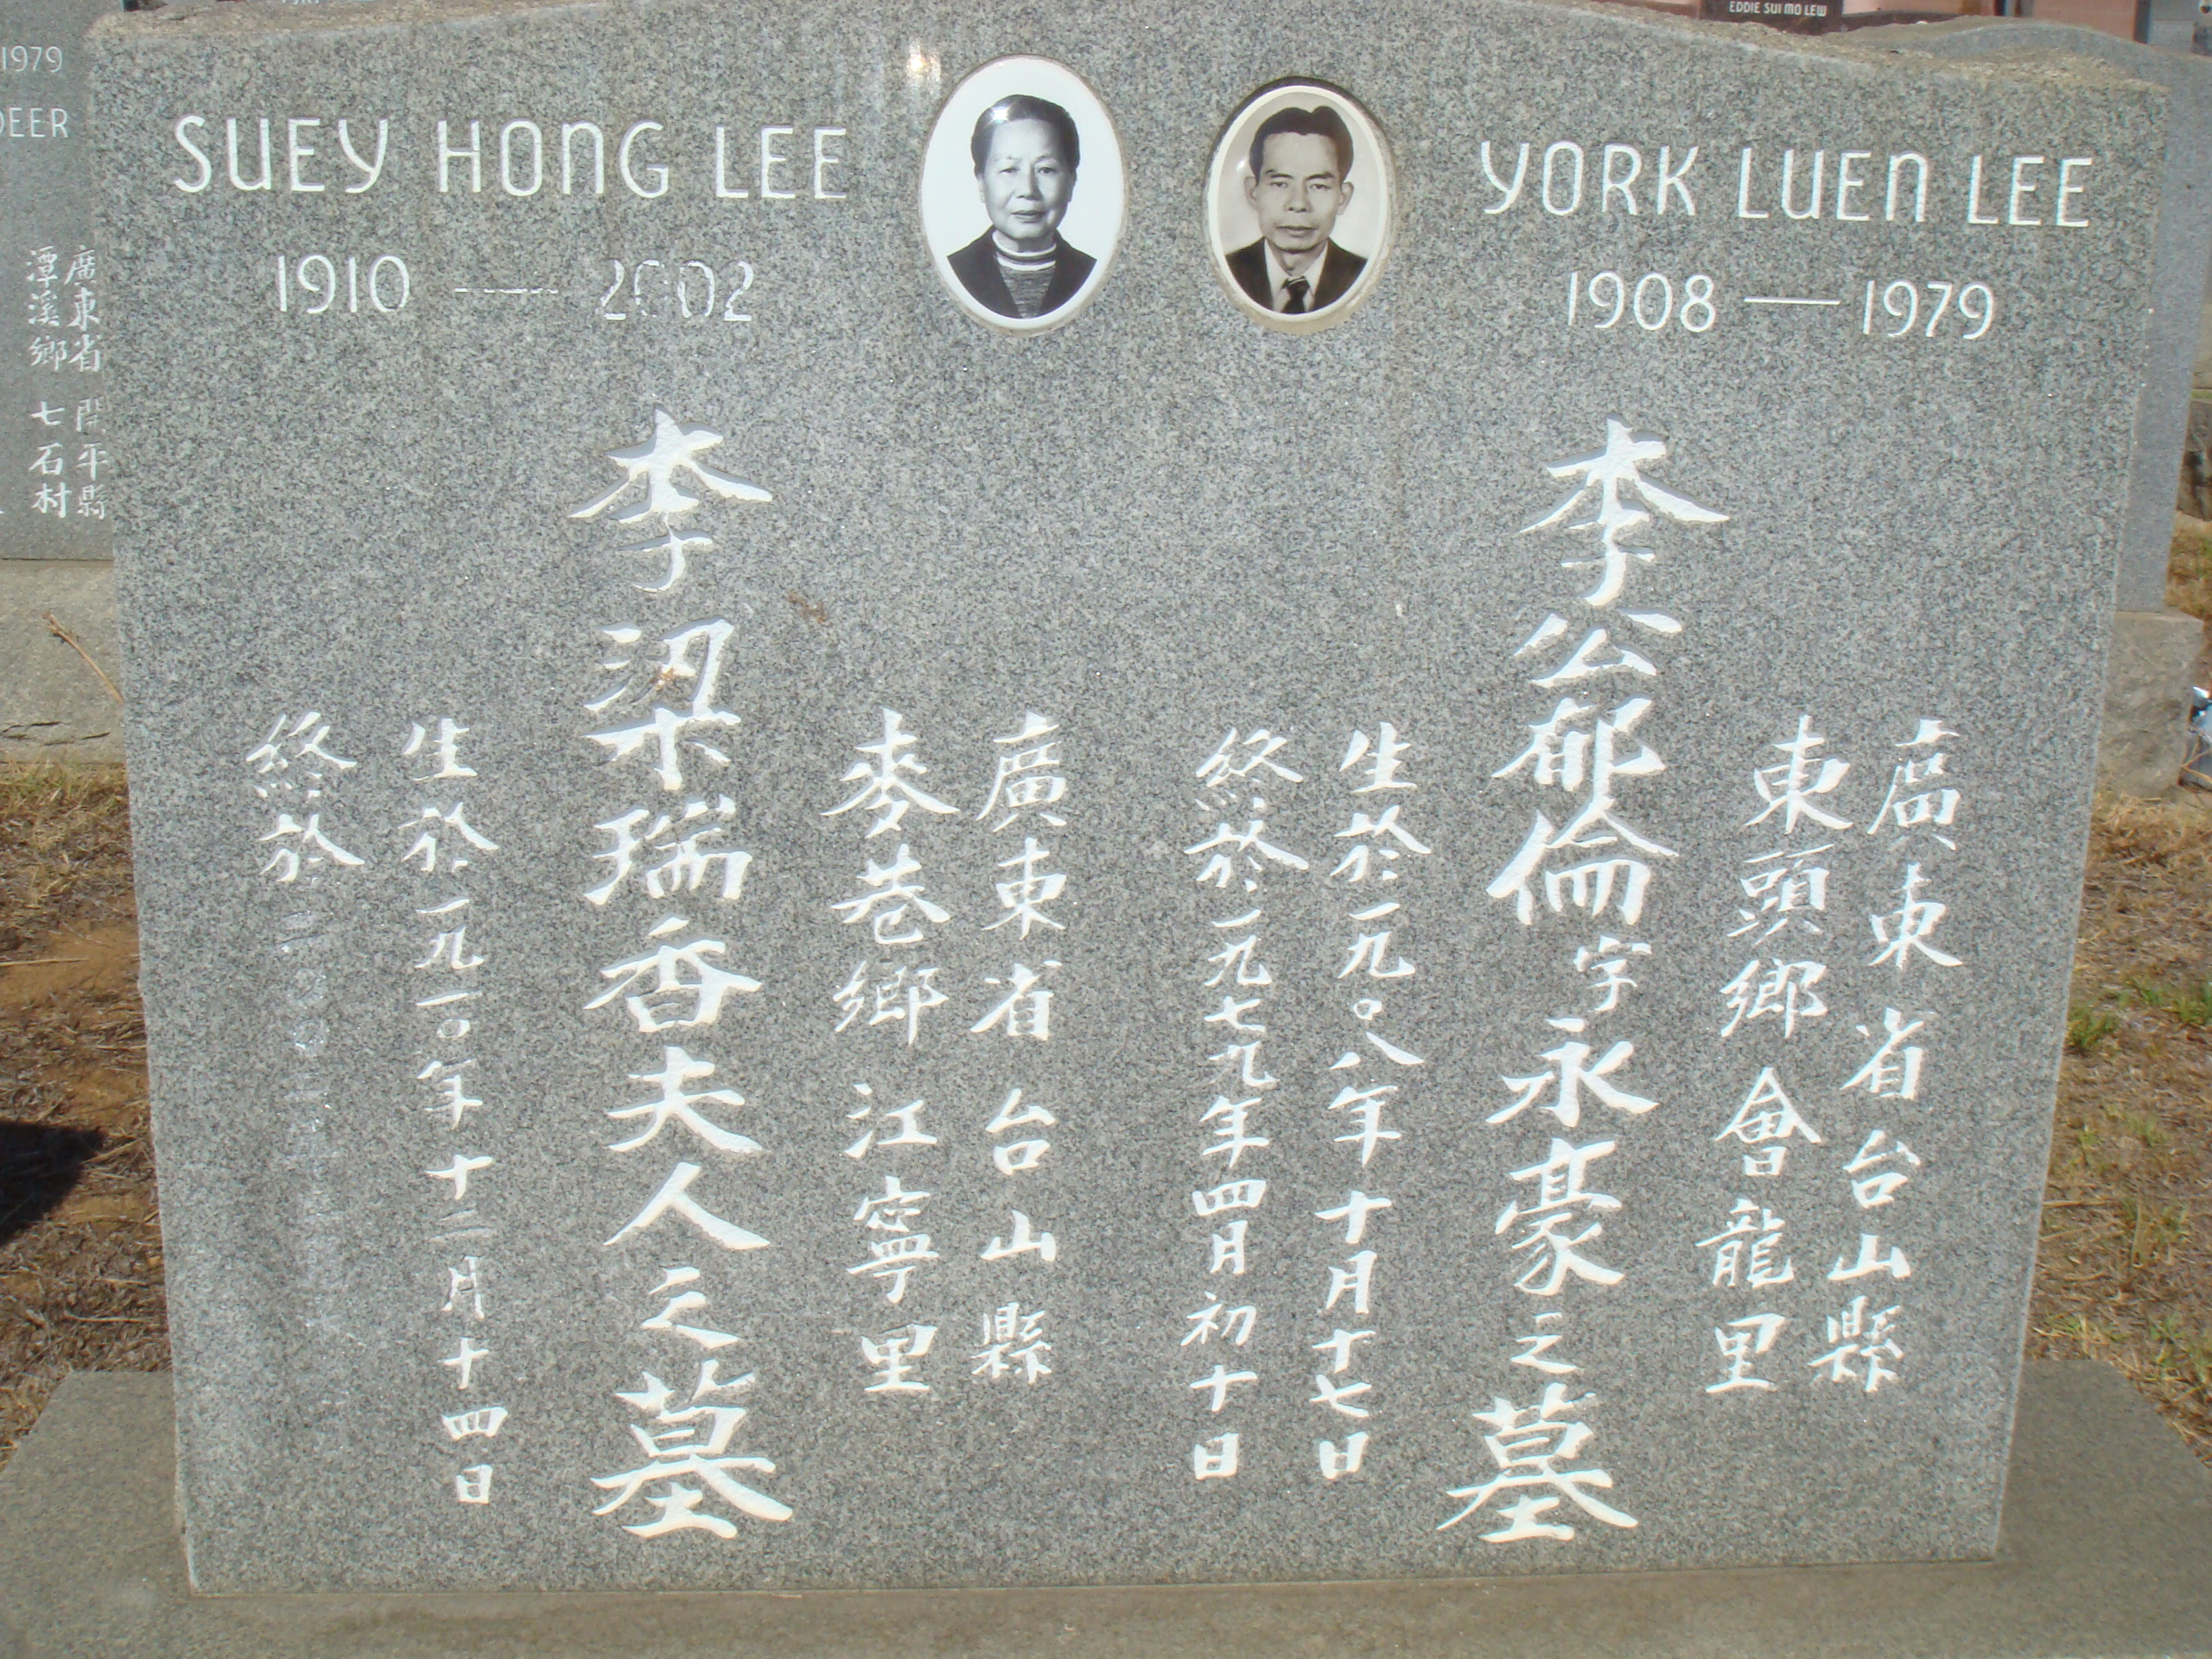 EDDIE SUI MO LEW
1979
DEER
廣東省 開平縣
潭溪鄉 七石村
SUEY HONG LEE
1910 — 2002
YORK LUEN LEE
1908 — 1979
廣東省台山縣
東頭鄉會龍里
李公郁倫字永豪之墓
生於一九〇八年十月十七日
終於一九七九年四月初十日
廣東省台山縣
麥巷鄉江寧里
李梁瑞香夫人之墓
生於一九一〇年十二月十四日
終於